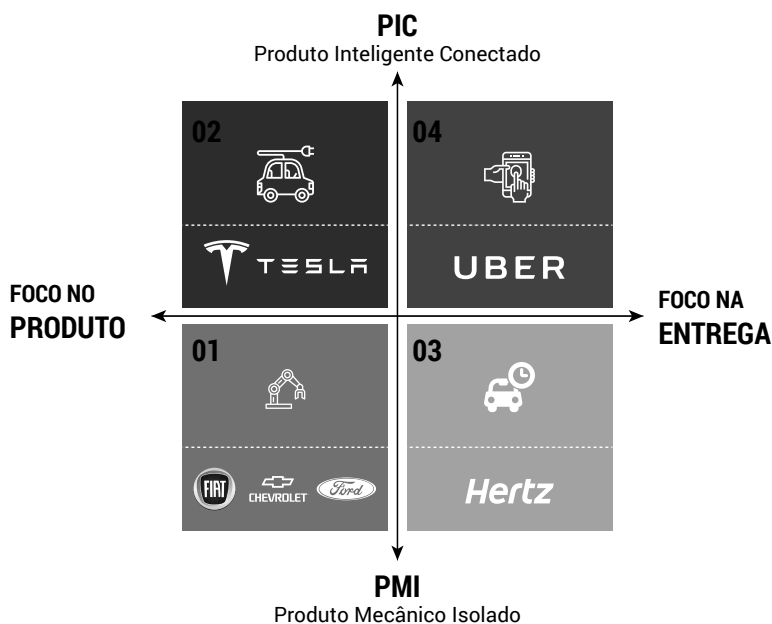 PIC
Produto Inteligente Conectado
02
04
TESLA
UBER
FOCO NO
PRODUTO
FOCO NA
ENTREGA
01
03
FIAT
CHEVROLET
Ford
Hertz
PMI
Produto Mecânico Isolado